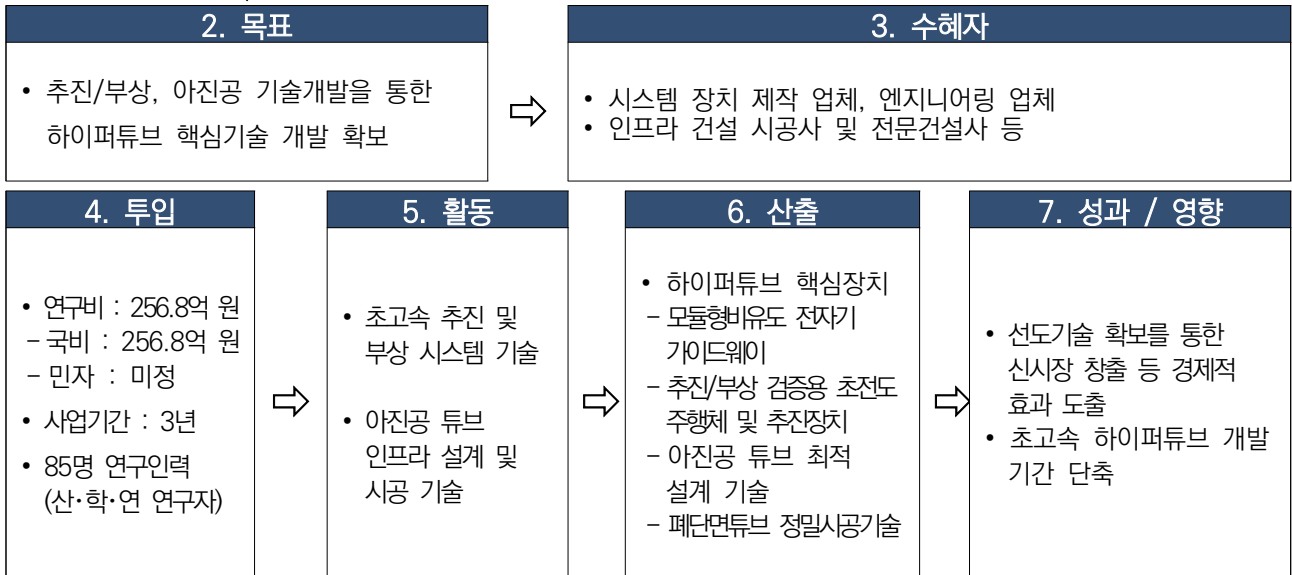 2. 목표
• 추진/부상, 아진공 기술개발을 통한
하이퍼튜브 핵심기술 개발 확보
3. 수혜자
• 시스템 장치 제작 업체, 엔지니어링 업체
• 인프라 건설 시공사 및 전문건설사 등
4. 투입
• 연구비 : 256.8억 원
- 국비 : 256.8억 원
- 민자 : 미정
• 사업기간 : 3년
• 85명 연구인력
(산·학·연 연구자)
5. 활동
• 초고속 추진 및
부상 시스템 기술
• 아진공 튜브
인프라 설계 및
시공 기술
6. 산출
• 하이퍼튜브 핵심장치
- 모듈형비유도 전자기
가이드웨이
- 추진/부상 검증용 초전도
주행체 및 추진장치
- 아진공 튜브 최적
설계 기술
- 폐단면튜브 정밀시공기술
7. 성과 / 영향
• 선도기술 확보를 통한
신시장 창출 등 경제적
효과 도출
• 초고속 하이퍼튜브 개발
기간 단축